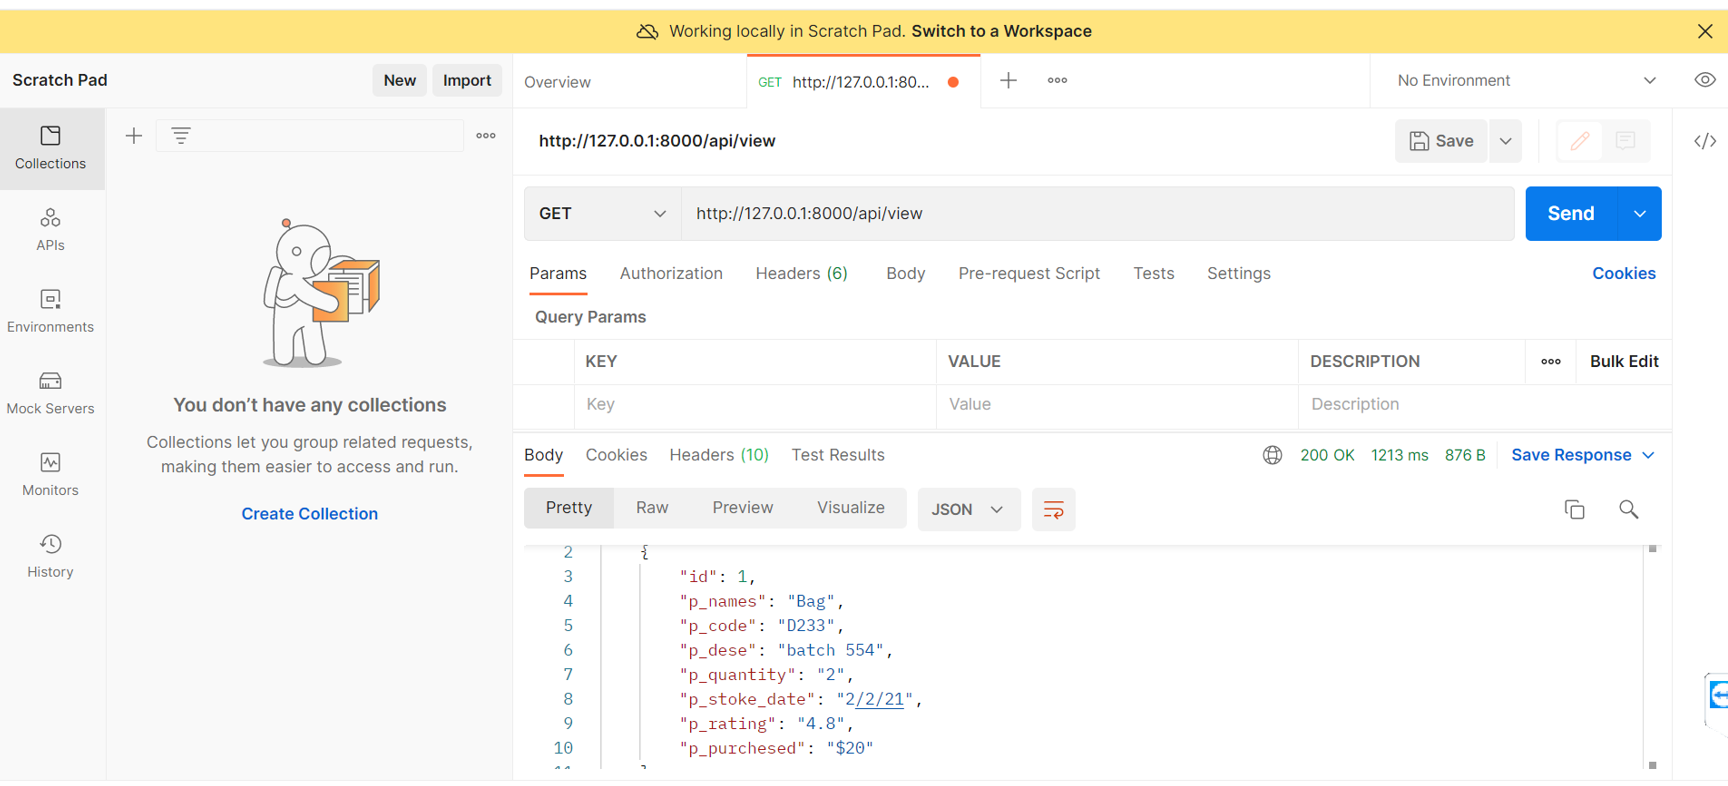 Working locally in Scratch Pad. Switch to a Workspace
Scratch Pad
New
Import
Overview
GET http://127.0.0.1:80...
No Environment
Collections
APIs
Environments
Mock Servers
Monitors
History
You don’t have any collections
Collections let you group related requests,
making them easier to access and run.
Create Collection
http://127.0.0.1:8000/api/view
Save
</>
GET
http://127.0.0.1:8000/api/view
Send
Params
Authorization
Headers (6)
Body
Pre-request Script
Tests
Settings
Cookies
Query Params
KEY
VALUE
DESCRIPTION
Bulk Edit
Key
Value
Description
Body
Cookies
Headers (10)
Test Results
200 OK
1213 ms
876 B
Save Response
Pretty
Raw
Preview
Visualize
JSON
2 {
3 "id": 1,
4 "p_names": "Bag",
5 "p_code": "D233",
6 "p_dese": "batch 554",
7 "p_quantity": "2",
8 "p_stoke_date": "2/2/21",
9 "p_rating": "4.8",
10 "p_purchesed": "$20"